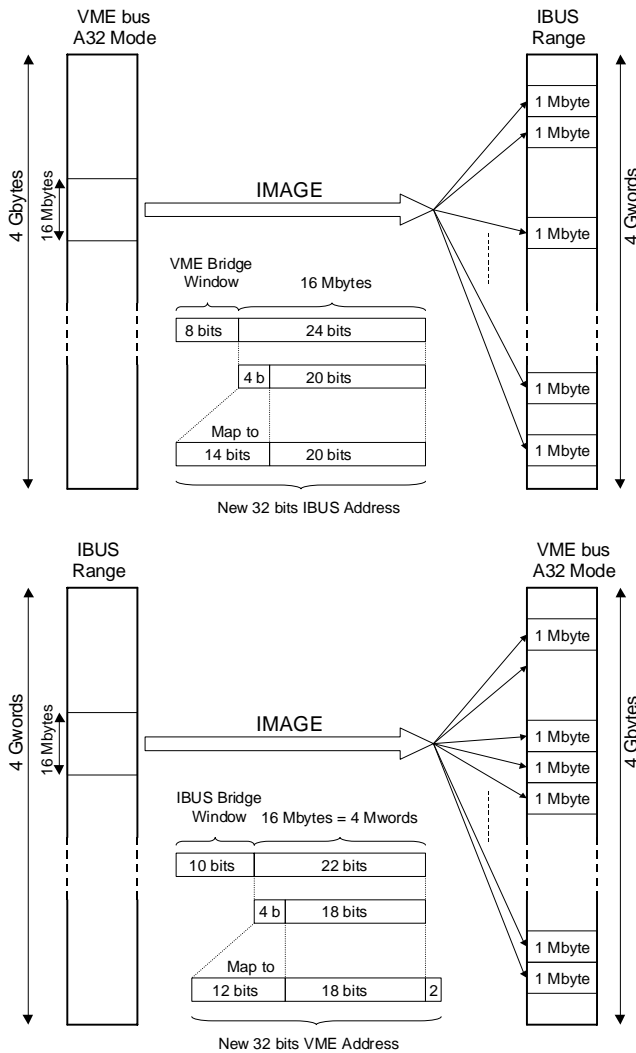 VME bus
A32 Mode
IBUS
Range
4 Gbytes
16 Mbytes
IMAGE
1 Mbyte
1 Mbyte
1 Mbyte
1 Mbyte
1 Mbyte
4 Gwords
VME Bridge
Window
16 Mbytes
8 bits
24 bits
4 b
20 bits
Map to
14 bits
20 bits
New 32 bits IBUS Address
IBUS
Range
VME bus
A32 Mode
4 Gwords
16 Mbytes
IMAGE
1 Mbyte
1 Mbyte
1 Mbyte
1 Mbyte
1 Mbyte
1 Mbyte
4 Gbytes
IBUS Bridge
Window
16 Mbytes = 4 Mwords
10 bits
22 bits
4 b
18 bits
Map to
12 bits
18 bits
2
New 32 bits VME Address